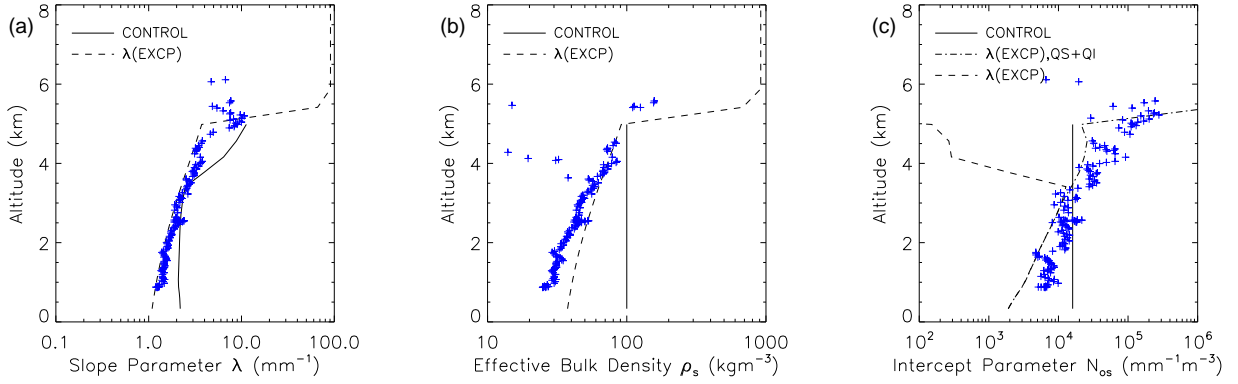 (a)
CONTROL
λ(EXCP)
Altitude (km)
8
6
4
2
0
0.1
1.0
10.0
100.0
Slope Parameter λ (mm⁻¹)
(b)
CONTROL
λ(EXCP)
Altitude (km)
8
6
4
2
0
10
100
1000
Effective Bulk Density ρₛ (kgm⁻³)
(c)
CONTROL
λ(EXCP),QS+QI
λ(EXCP)
Altitude (km)
8
6
4
2
0
10²
10³
10⁴
10⁵
10⁶
Intercept Parameter Nₒₛ (mm⁻¹m⁻³)